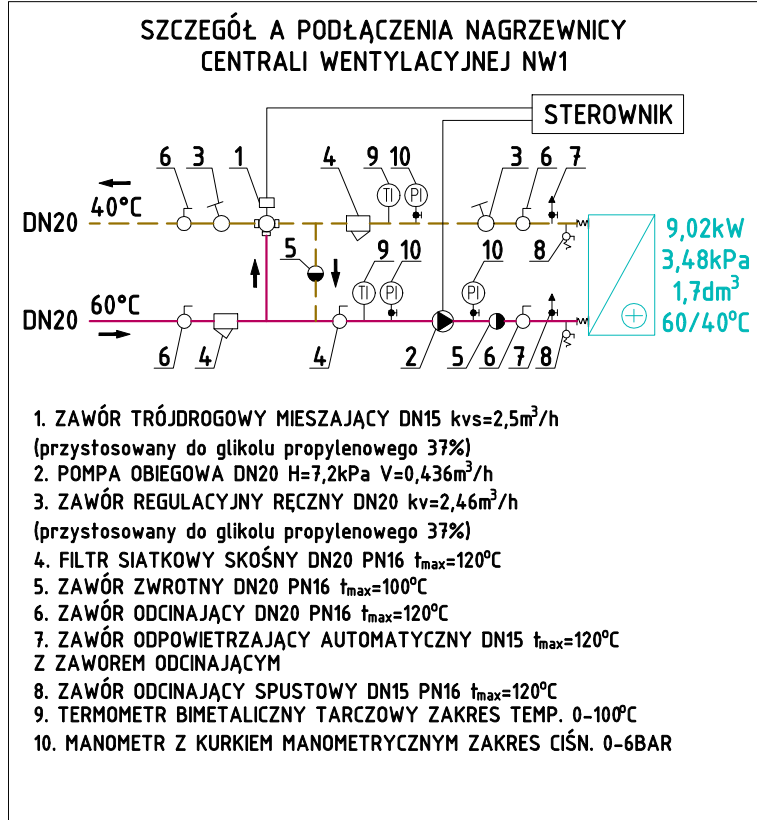 SZCZEGÓŁ A PODŁĄCZENIA NAGRZEWNICY
CENTRALI WENTYLACYJNEJ NW1
STEROWNIK
6 3 1 4 9 10 3 6 7
DN20 40°C
TI PI
8
5 9 10 10
TI PI PI
DN20 60°C
6 4 4 2 5 6 7 8
9,02kW
3,48kPa
1,7dm³
60/40°C
1. ZAWÓR TRÓJDROGOWY MIESZAJĄCY DN15 kvs=2,5m³/h
(przystosowany do glikolu propylenowego 37%)
2. POMPA OBIEGOWA DN20 H=7,2kPa V=0,436m³/h
3. ZAWÓR REGULACYJNY RĘCZNY DN20 kv=2,46m³/h
(przystosowany do glikolu propylenowego 37%)
4. FILTR SIATKOWY SKOŚNY DN20 PN16 tmax=120°C
5. ZAWÓR ZWROTNY DN20 PN16 tmax=100°C
6. ZAWÓR ODCINAJĄCY DN20 PN16 tmax=120°C
7. ZAWÓR ODPOWIETRZAJĄCY AUTOMATYCZNY DN15 tmax=120°C
Z ZAWOREM ODCINAJĄCYM
8. ZAWÓR ODCINAJĄCY SPUSTOWY DN15 PN16 tmax=120°C
9. TERMOMETR BIMETALICZNY TARCZOWY ZAKRES TEMP. 0-100°C
10. MANOMETR Z KURKIEM MANOMETRYCZNYM ZAKRES CIŚN. 0-6BAR